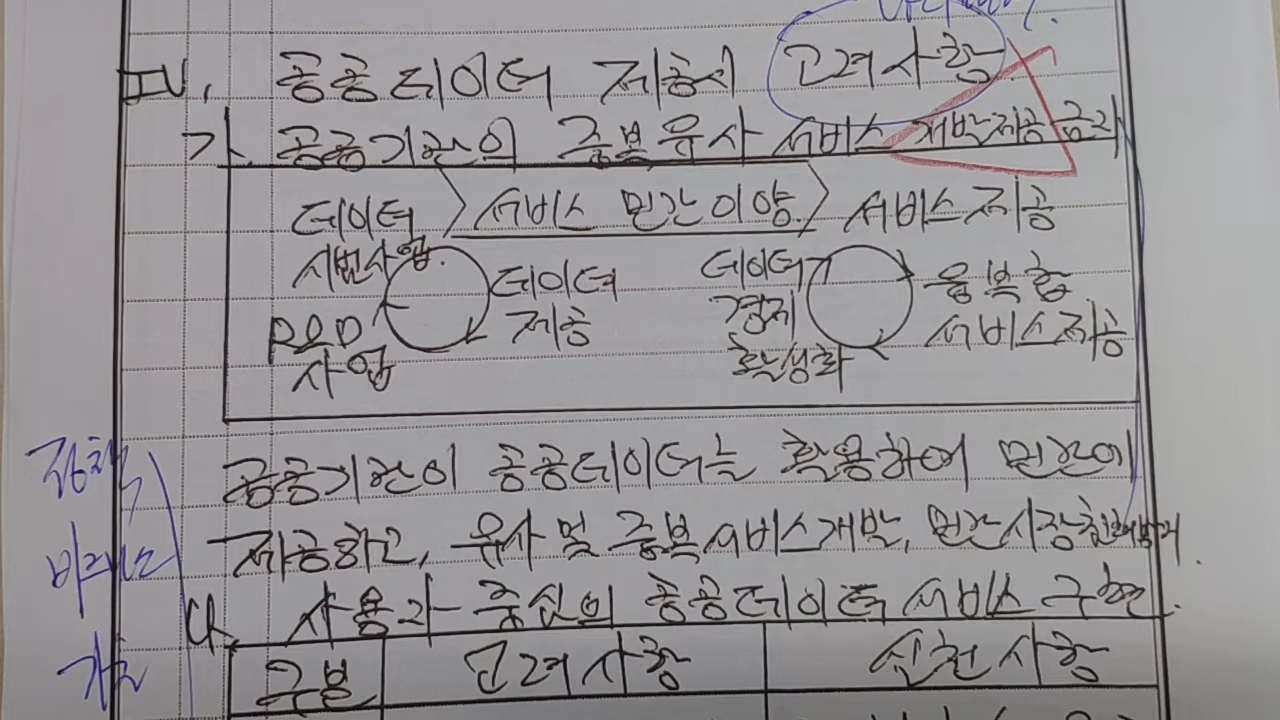 IV. 공공데이터 제공시 고려사항
가. 공공기관의 중복유사 서비스 개발제공 금지
데이터 > 서비스 민간이양 > 서비스제공
시범사업
데이터
제공
POD
사업
데이터
경제
활성화
융복합
서비스제공
공공기관이 공공데이터는 활용하여 민간에
제공하고, 유사 및 중복서비스개발, 민간시장침해방지.
나. 사용자 중심의 공공데이터 서비스 구현.
구분 고려사항 실천사항
정책